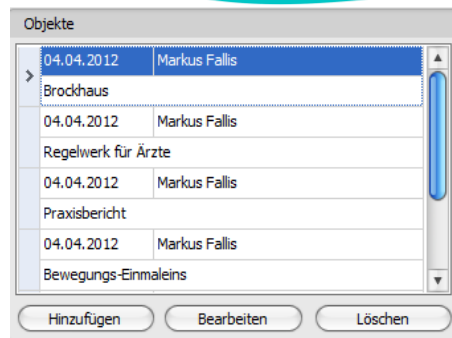 Objekte
04.04.2012 Markus Fallis
Brockhaus
04.04.2012 Markus Fallis
Regelwerk für Ärzte
04.04.2012 Markus Fallis
Praxisbericht
04.04.2012 Markus Fallis
Bewegungs-Einmaleins
Hinzufügen Bearbeiten Löschen